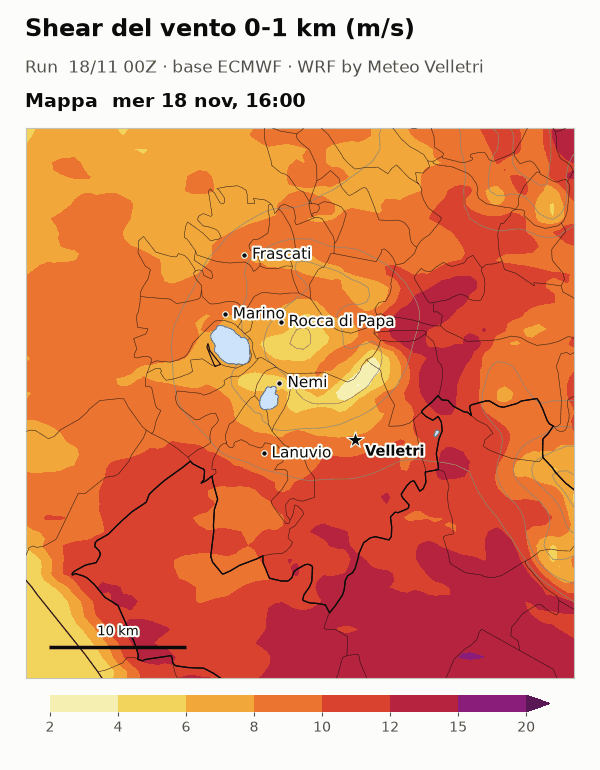 Shear del vento 0-1 km (m/s)
Run  18/11 00Z · base ECMWF · WRF by Meteo Velletri
Mappa  mer 18 nov, 16:00
Frascati
Marino
Rocca di Papa
Nemi
Velletri
Lanuvio
10 km
2 4 6 8 10 12 15 20